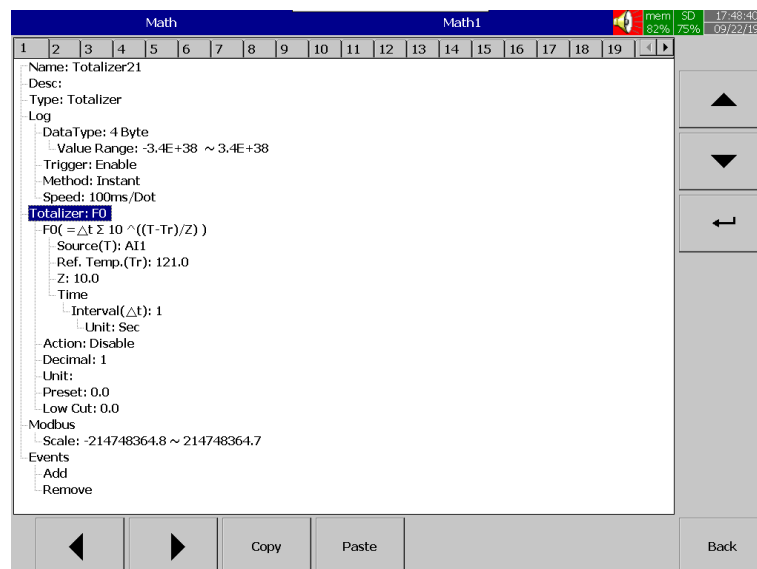 Math Math1 mem SD 17:48:40
82% 75% 09/22/19
1 2 3 4 5 6 7 8 9 10 11 12 13 14 15 16 17 18 19
Name: Totalizer21
Desc:
Type: Totalizer
Log
DataType: 4 Byte
Value Range: -3.4E+38 ~ 3.4E+38
Trigger: Enable
Method: Instant
Speed: 100ms/Dot
Totalizer: F0
F0( =△t Σ 10 ^((T-Tr)/Z) )
Source(T): AI1
Ref. Temp.(Tr): 121.0
Z: 10.0
Time
Interval(△t): 1
Unit: Sec
Action: Disable
Decimal: 1
Unit:
Preset: 0.0
Low Cut: 0.0
Modbus
Scale: -214748364.8 ~ 214748364.7
Events
Add
Remove
Copy Paste Back